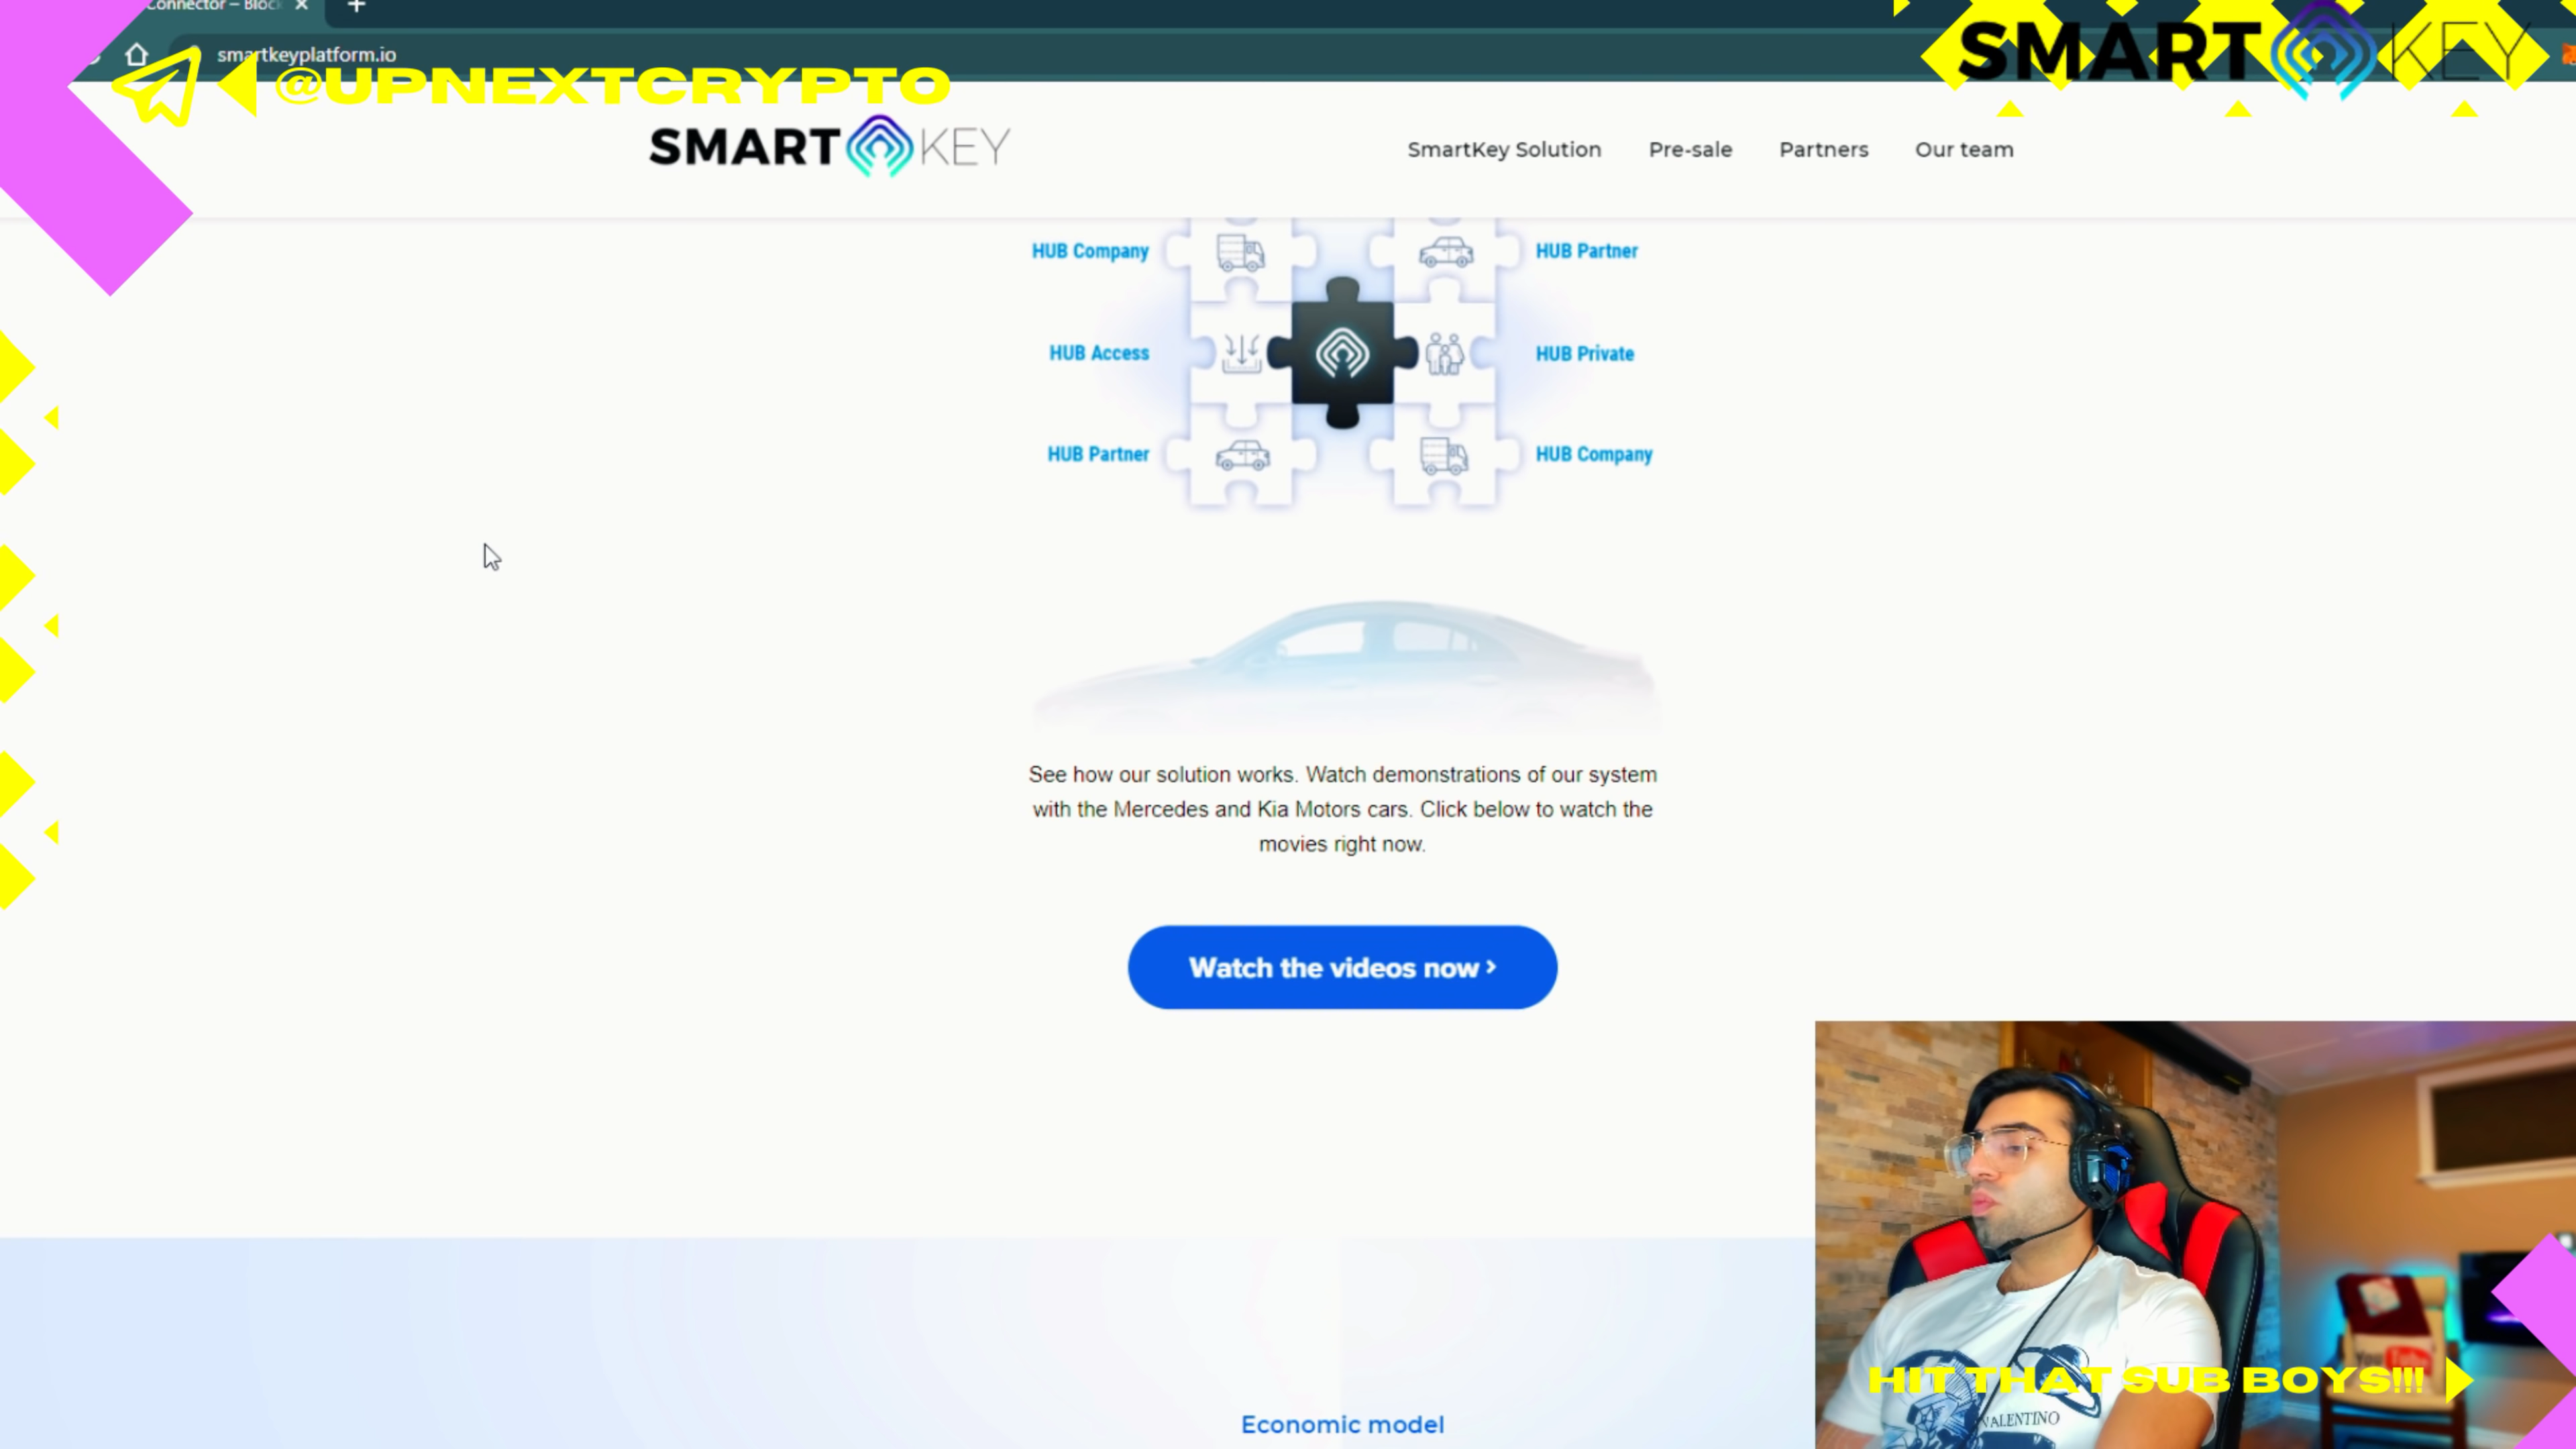 Connector – Block
smartkeyplatform.io
@UPNEXTCRYPTO
SMART KEY
SMART KEY
SmartKey Solution
Pre-sale
Partners
Our team
HUB Company
HUB Partner
HUB Access
HUB Private
HUB Partner
HUB Company
See how our solution works. Watch demonstrations of our system
with the Mercedes and Kia Motors cars. Click below to watch the
movies right now.
Watch the videos now ›
Economic model
HIT THAT SUB BOYS!!!
VALENTINO